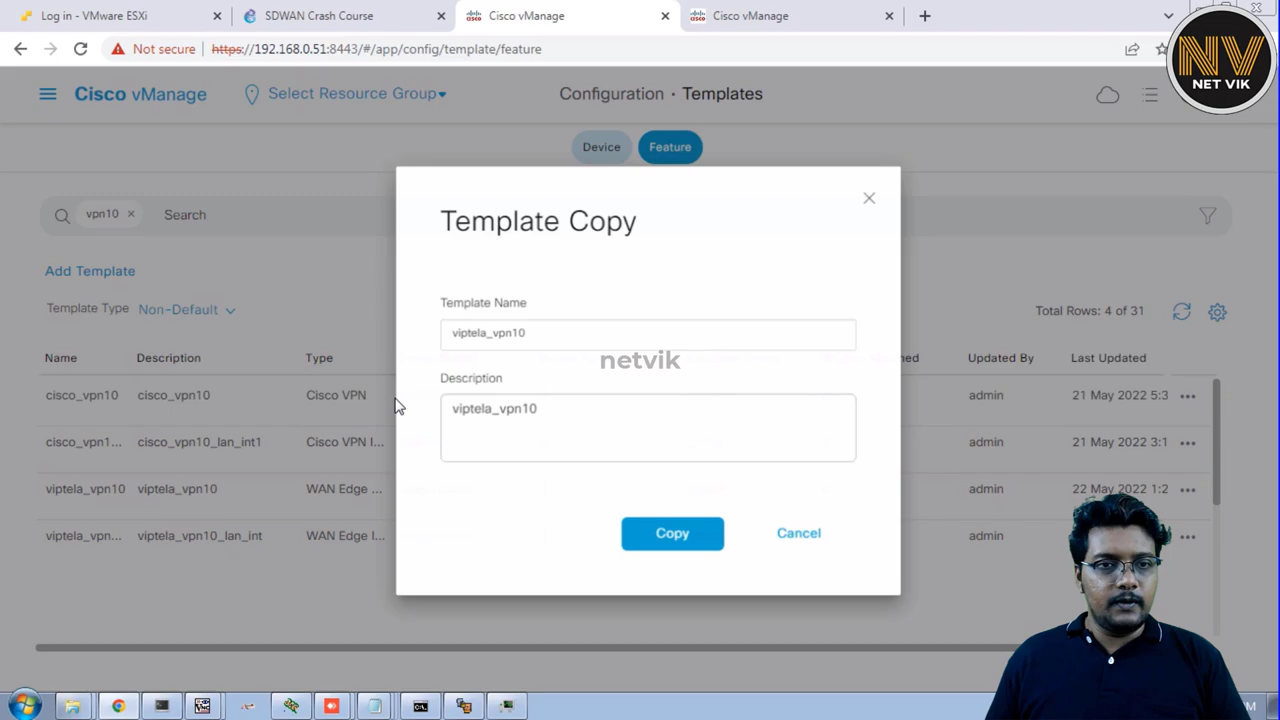 Log in - VMware ESXi
SDWAN Crash Course
Cisco vManage
Cisco vManage
NV
NET VIK
Not secure
https://192.168.0.51:8443/#/app/config/template/feature
Cisco vManage
Select Resource Group
Configuration · Templates
Device
Feature
vpn10
Search
Template Copy
Add Template
Template Name
Template Type
Non-Default
Total Rows: 4 of 31
viptela_vpn10
netvik
Name
Description
Type
Updated By
Last Updated
Description
cisco_vpn10
cisco_vpn10
Cisco VPN
admin
21 May 2022 5:3
viptela_vpn10
cisco_vpn1...
cisco_vpn10_lan_int1
Cisco VPN I...
admin
21 May 2022 3:1
viptela_vpn10
viptela_vpn10
WAN Edge ...
admin
22 May 2022 1:2
viptela_vpn...
viptela_vpn10_lan_int
WAN Edge I...
admin
Copy
Cancel